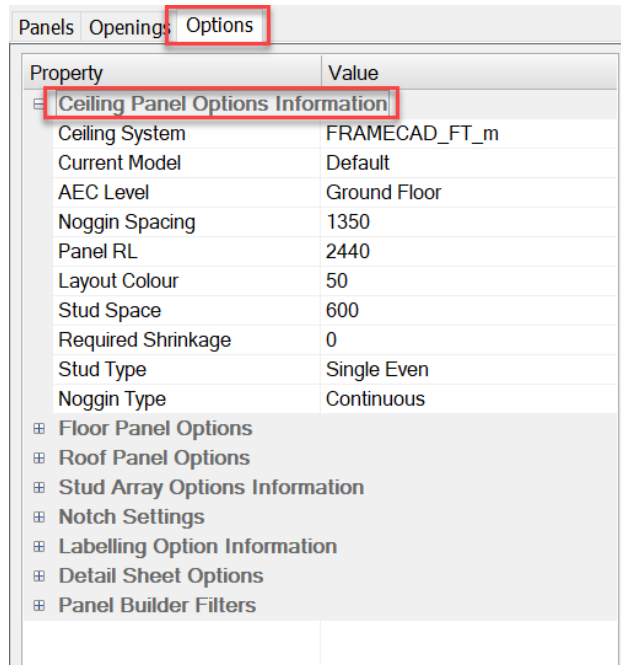 Panels Openings Options
Property Value
Ceiling Panel Options Information
Ceiling System FRAMECAD_FT_m
Current Model Default
AEC Level Ground Floor
Noggin Spacing 1350
Panel RL 2440
Layout Colour 50
Stud Space 600
Required Shrinkage 0
Stud Type Single Even
Noggin Type Continuous
Floor Panel Options
Roof Panel Options
Stud Array Options Information
Notch Settings
Labelling Option Information
Detail Sheet Options
Panel Builder Filters